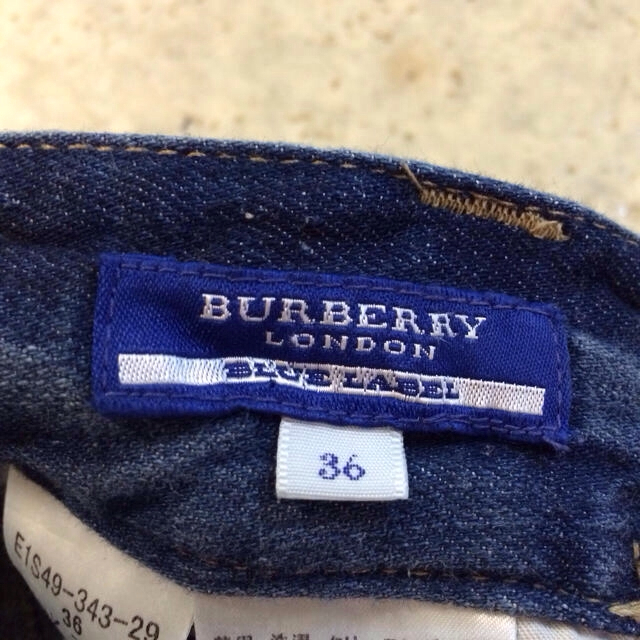 BURBERRY
LONDON
BLUE LABEL
36
E1S49-343-29
-36